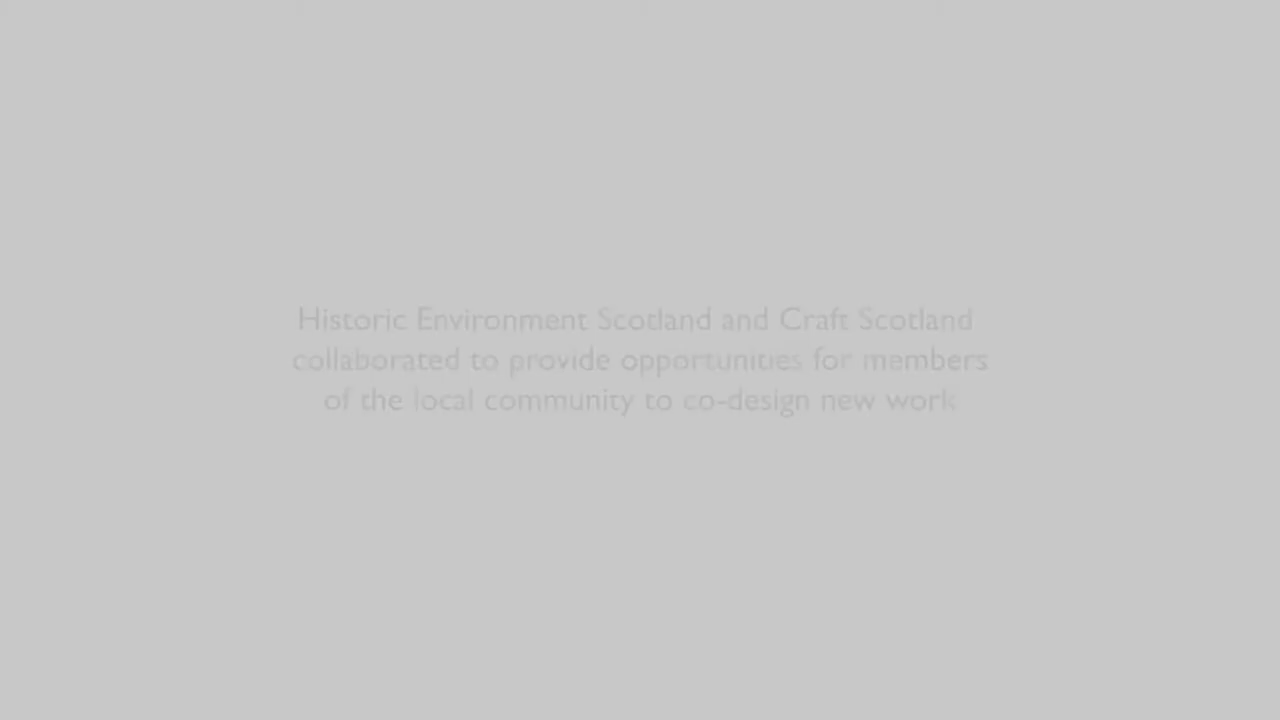 Historic Environment Scotland and Craft Scotland
collaborated to provide opportunities for members
of the local community to co-design new work